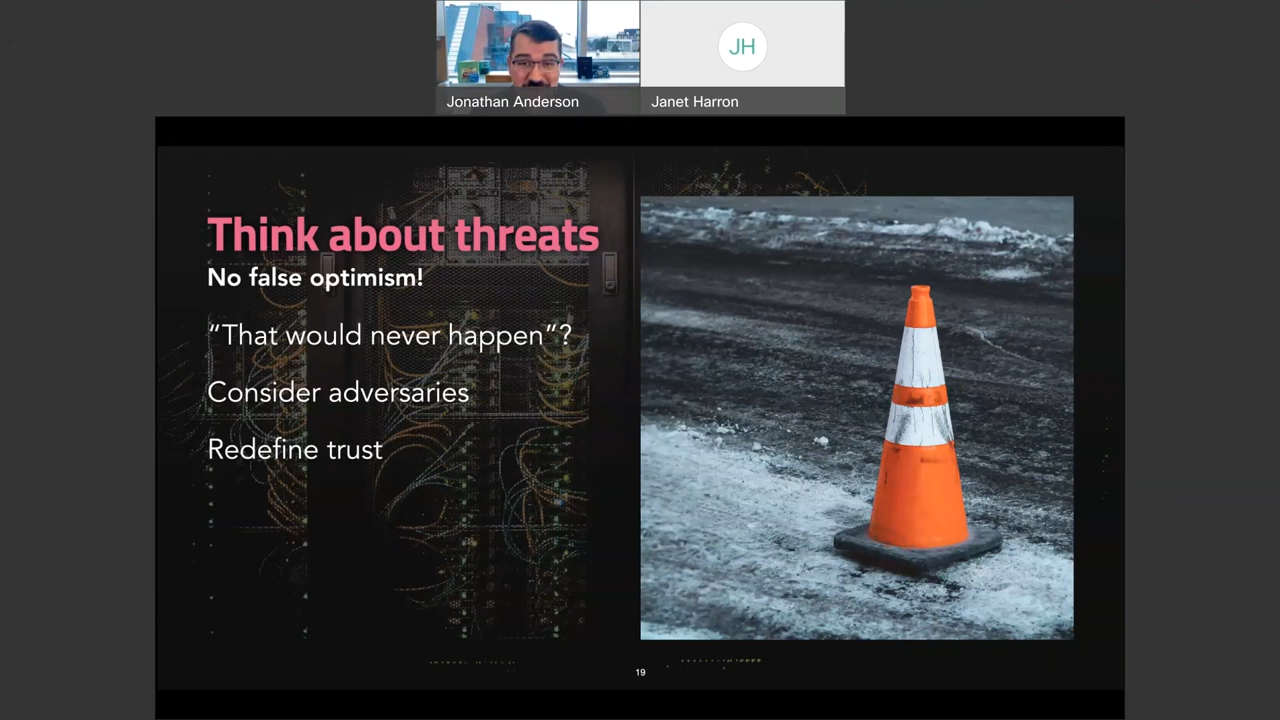 JH
Jonathan Anderson
Janet Harron
Think about threats
No false optimism!
“That would never happen”?
Consider adversaries
Redefine trust
19